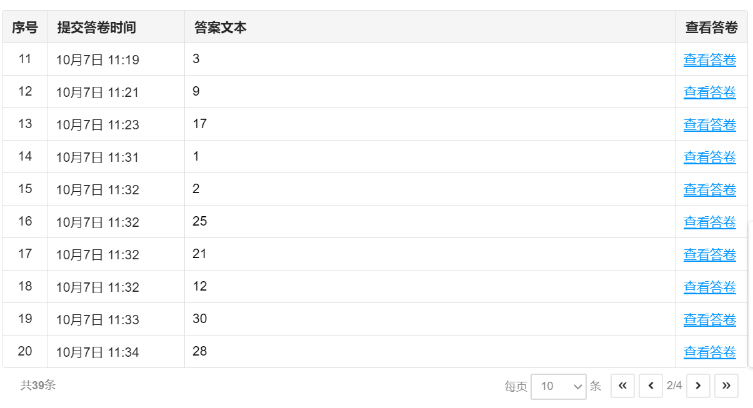 序号 提交答卷时间 答案文本 查看答卷
11 10月7日 11:19 3 查看答卷
12 10月7日 11:21 9 查看答卷
13 10月7日 11:23 17 查看答卷
14 10月7日 11:31 1 查看答卷
15 10月7日 11:32 2 查看答卷
16 10月7日 11:32 25 查看答卷
17 10月7日 11:32 21 查看答卷
18 10月7日 11:32 12 查看答卷
19 10月7日 11:33 30 查看答卷
20 10月7日 11:34 28 查看答卷
共39条 每页 10 条 « ‹ 2/4 › »